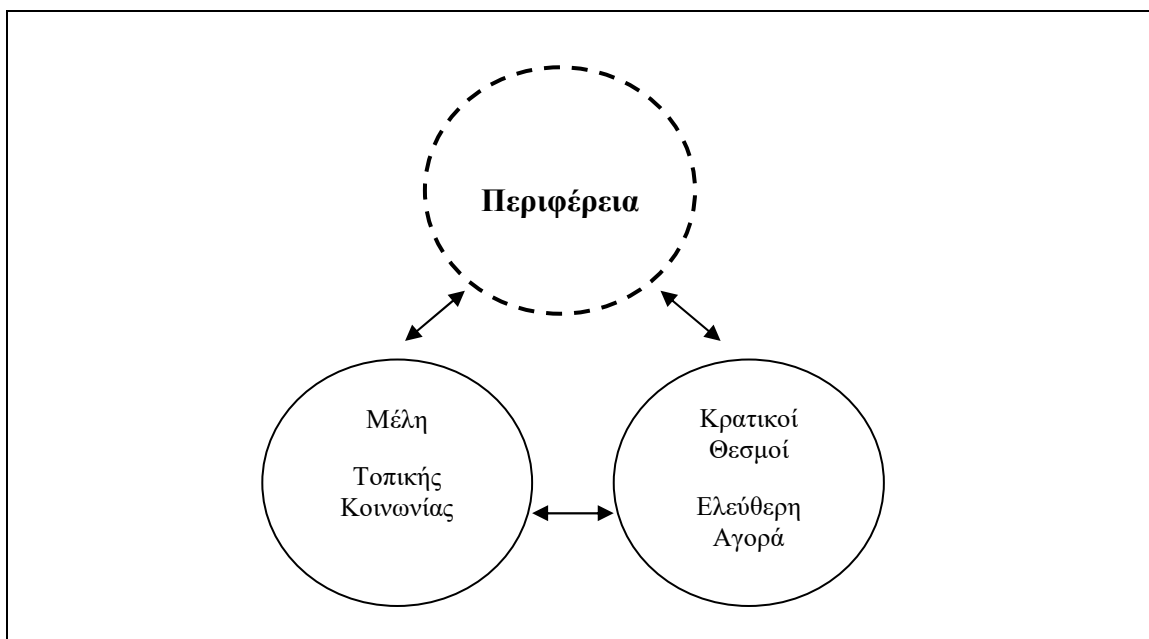 Περιφέρεια
Μέλη
Τοπικής
Κοινωνίας
Κρατικοί
Θεσμοί
Ελεύθερη
Αγορά